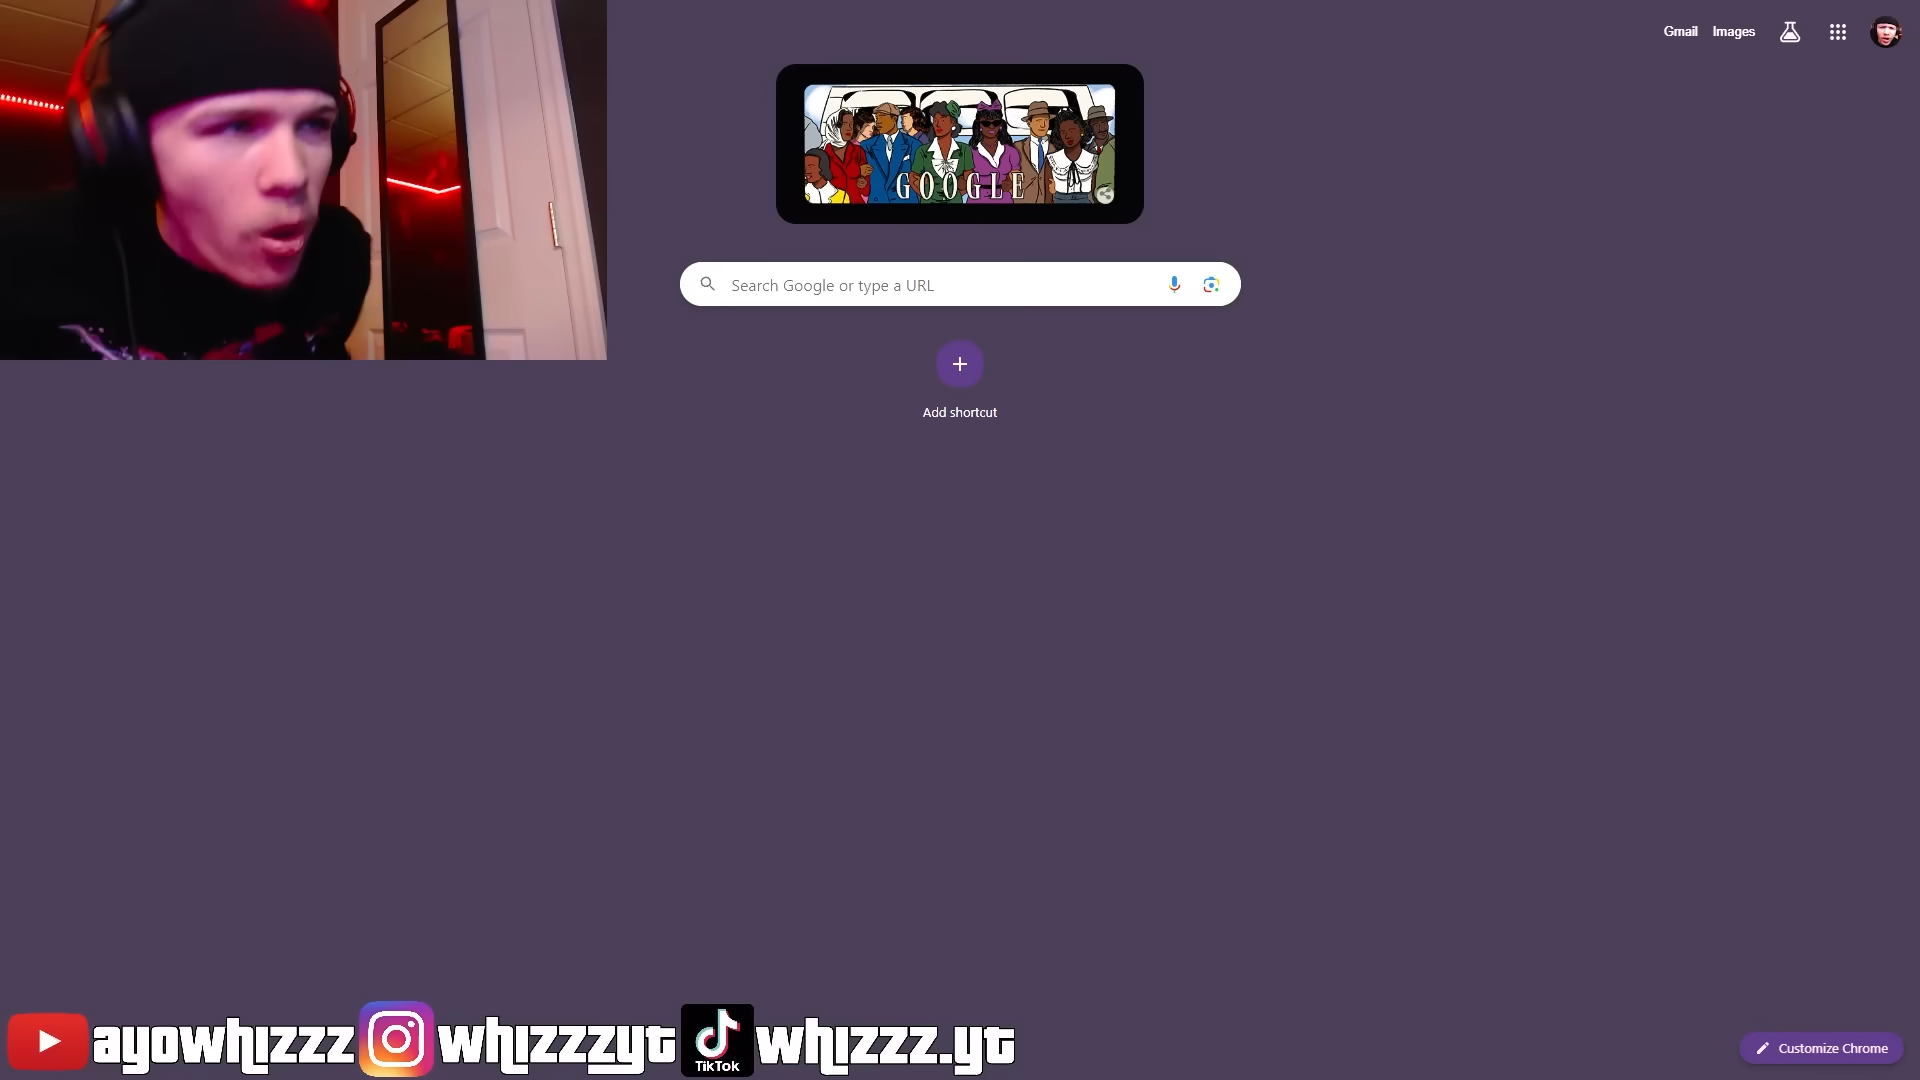 Gmail Images
GOOGLE
Search Google or type a URL
Add shortcut
ayowhizzz whizzzyt TikTok whizzz.yt
Customize Chrome